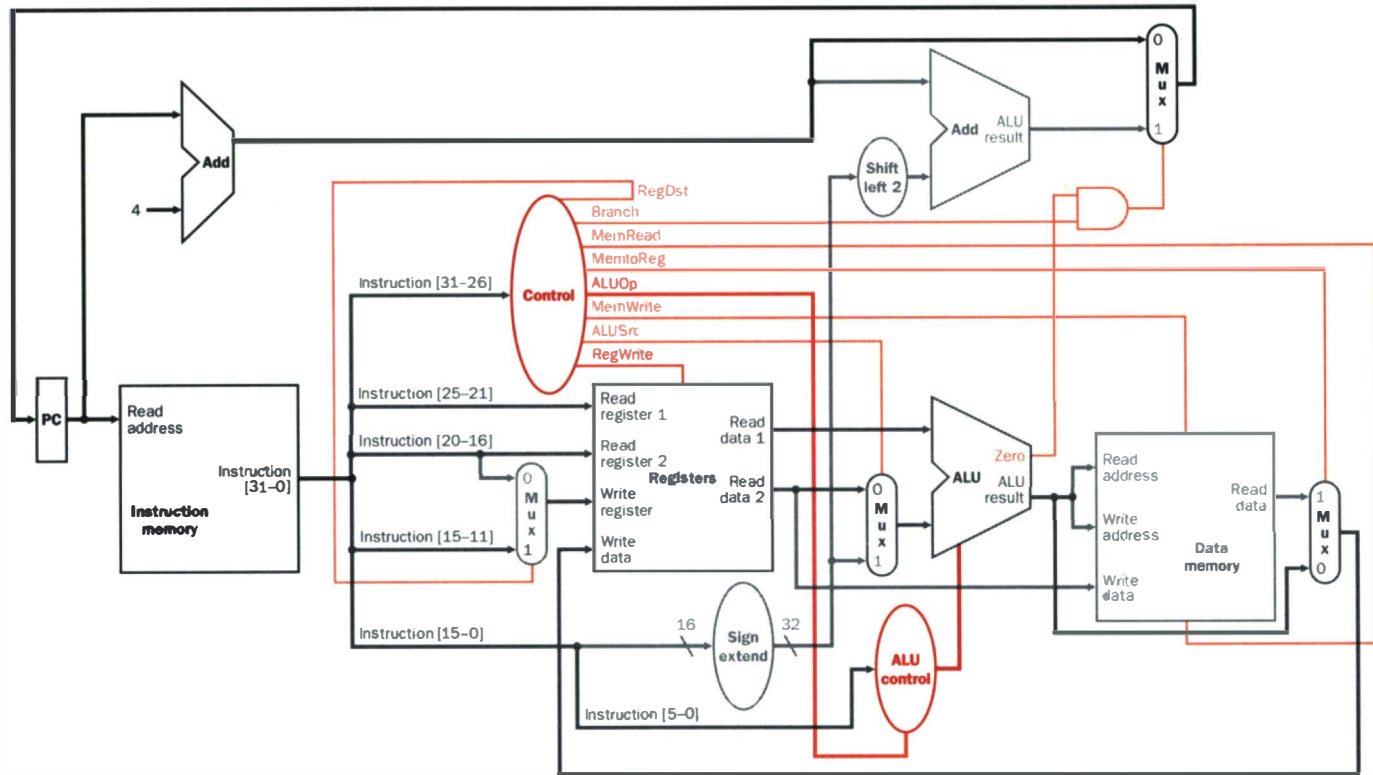 0
M
u
x
1
Add
ALU
result
Add
4
Shift
left 2
RegDst
Branch
MemRead
MemtoReg
ALUOp
MemWrite
ALUSrc
RegWrite
Control
Instruction [31–26]
PC
Read
address
Instruction
[31–0]
Instruction
memory
Instruction [25–21]
Instruction [20–16]
Instruction [15–11]
Instruction [15–0]
Instruction [5–0]
0
M
u
x
1
Read
register 1
Read
register 2
Write
register
Write
data
Registers
Read
data 1
Read
data 2
16
Sign
extend
32
0
M
u
x
1
Zero
ALU
ALU
result
ALU
control
Read
address
Write
address
Write
data
Read
data
Data
memory
1
M
u
x
0